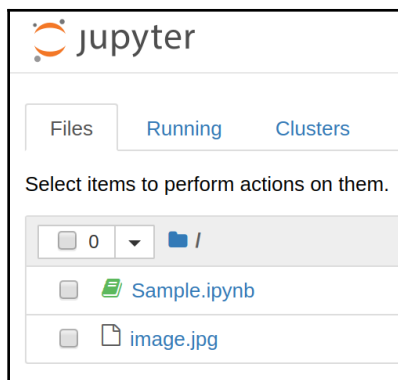 jupyter
Files Running Clusters
Select items to perform actions on them.
0 /
Sample.ipynb
image.jpg